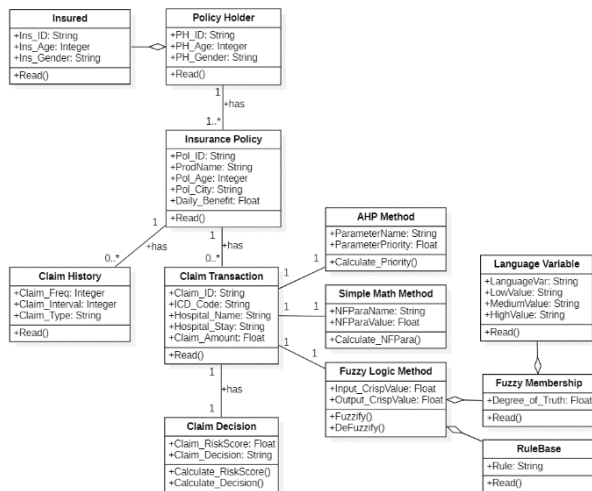 Insured
+Ins_ID: String
+Ins_Age: Integer
+Ins_Gender: String
+Read()
Policy Holder
+PH_ID: String
+PH_Age: Integer
+PH_Gender: String
+Read()
1
+has
1..*
Insurance Policy
+Pol_ID: String
+ProdName: String
+Pol_Age: Integer
+Pol_City: String
+Daily_Benefit: Float
+Read()
1
+has
0..*
1
+has
0..*
Claim History
+Claim_Freq: Integer
+Claim_Interval: Integer
+Claim_Type: String
+Read()
Claim Transaction
+Claim_ID: String
+ICD_Code: String
+Hospital_Name: String
+Hospital_Stay: String
+Claim_Amount: Float
+Read()
1
1
1
1
1
1
AHP Method
+ParameterName: String
+ParameterPriority: Float
+Calculate_Priority()
Simple Math Method
+NFParaName: String
+NFParaValue: Float
+Calculate_NFPara()
Fuzzy Logic Method
+Input_CrispValue: Float
+Output_CrispValue: Float
+Fuzzify()
+DeFuzzify()
Language Variable
+LanguageVar: String
+LowValue: String
+MediumValue: String
+HighValue: String
+Read()
Fuzzy Membership
+Degree_of_Truth: Float
+Read()
RuleBase
+Rule: String
+Read()
1
+has
1
Claim Decision
+Claim_RiskScore: Float
+Claim_Decision: String
+Calculate_RiskScore()
+Calculate_Decision()